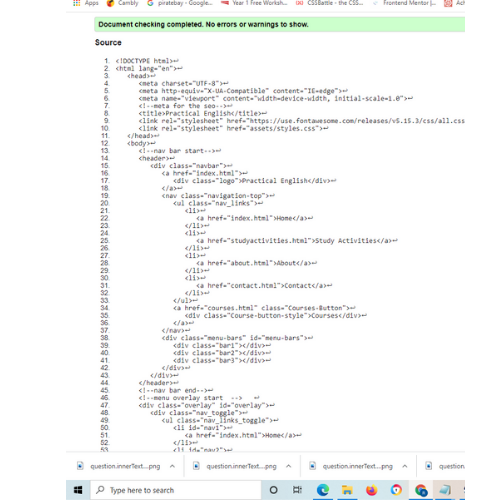 Apps Cambly piratebay - Google... Year 1 Free Worksh... CSSBattle - the CSS... Frontend Mentor |... Ach
Document checking completed. No errors or warnings to show.
Source
1. <!DOCTYPE html>↩
2. <html lang="en">↩
3. <head>↩
4. <meta charset="UTF-8">↩
5. <meta http-equiv="X-UA-Compatible" content="IE=edge">↩
6. <meta name="viewport" content="width=device-width, initial-scale=1.0">↩
7. <!--meta for the seo-->↩
8. <title>Practical English</title>↩
9. <link rel="stylesheet" href="https://use.fontawesome.com/releases/v5.15.3/css/all.css
10. <link rel="stylesheet" href="assets/styles.css">↩
11. </head>↩
12. <body>↩
13. <!--nav bar start-->↩
14. <header>↩
15. <div class="navbar">↩
16. <a href="index.html">↩
17. <div class="logo">Practical English</div>↩
18. </a>↩
19. <nav class="navigation-top">↩
20. <ul class="nav_links">↩
21. <li>↩
22. <a href="index.html">Home</a>↩
23. </li>↩
24. <li>↩
25. <a href="studyactivities.html">Study Activities</a>↩
26. </li>↩
27. <li>↩
28. <a href="about.html">About</a>↩
29. </li>↩
30. <li>↩
31. <a href="contact.html">Contact</a>↩
32. </li>↩
33. </ul>↩
34. <a href="courses.html" class="Courses-Button">↩
35. <div class="Course-button-style">Courses</div>↩
36. </a>↩
37. </nav>↩
38. <div class="menu-bars" id="menu-bars">↩
39. <div class="bar1"></div>↩
40. <div class="bar2"></div>↩
41. <div class="bar3"></div>↩
42. </div>↩
43. </div>↩
44. </header>↩
45. <!--nav bar end-->↩
46. <!--menu overlay start -->↩
47. <div class="overlay" id="overlay">↩
48. <div class="nav_toggle">↩
49. <ul class="nav_links_toggle">↩
50. <li id="nav1">↩
51. <a href="index.html">Home</a>↩
52. </li>↩
53. <li id="nav2">↩
question.innerText....png question.innerText....png question.innerText....png question.
Type here to search